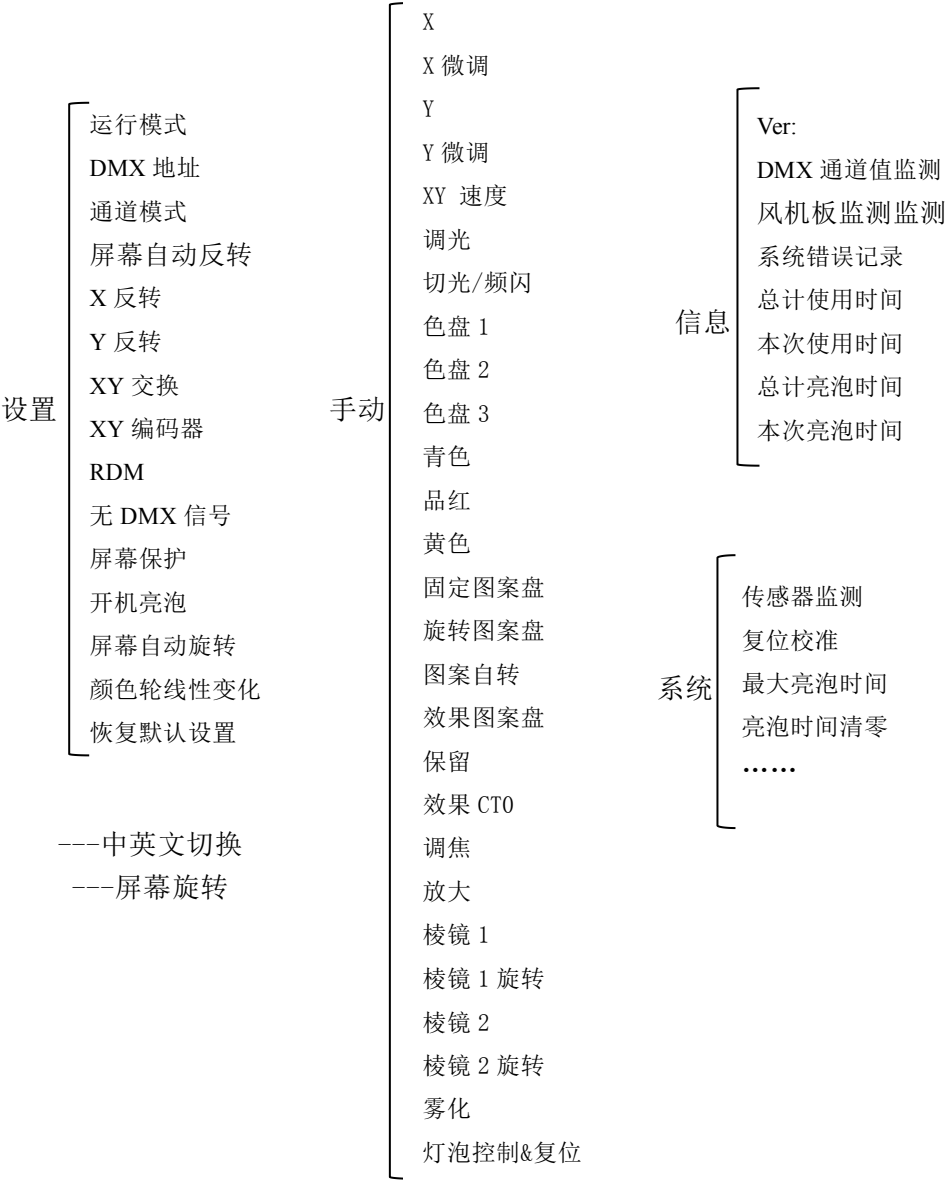 设置
运行模式
DMX 地址
通道模式
屏幕自动反转
X 反转
Y 反转
XY 交换
XY 编码器
RDM
无 DMX 信号
屏幕保护
开机亮泡
屏幕自动旋转
颜色轮线性变化
恢复默认设置
---中英文切换
---屏幕旋转
手动
X
X 微调
Y
Y 微调
XY 速度
调光
切光/频闪
色盘 1
色盘 2
色盘 3
青色
品红
黄色
固定图案盘
旋转图案盘
图案自转
效果图案盘
保留
效果 CTO
调焦
放大
棱镜 1
棱镜 1 旋转
棱镜 2
棱镜 2 旋转
雾化
灯泡控制&复位
信息
Ver:
DMX 通道值监测
风机板监测监测
系统错误记录
总计使用时间
本次使用时间
总计亮泡时间
本次亮泡时间
系统
传感器监测
复位校准
最大亮泡时间
亮泡时间清零
……